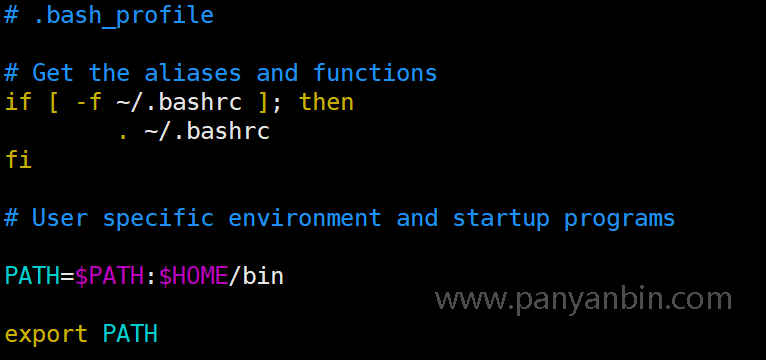 # .bash_profile
# Get the aliases and functions
if [ -f ~/.bashrc ]; then
        . ~/.bashrc
fi
# User specific environment and startup programs
PATH=$PATH:$HOME/bin
www.panyanbin.com
export PATH